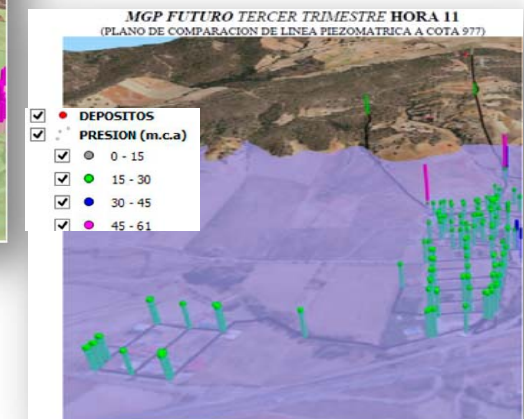 MGP FUTURO TERCER TRIMESTRE HORA 11
(PLANO DE COMPARACION DE LINEA PIEZOMATRICA A COTA 977)
DEPOSITOS
PRESION (m.c.a)
0 - 15
15 - 30
30 - 45
45 - 61